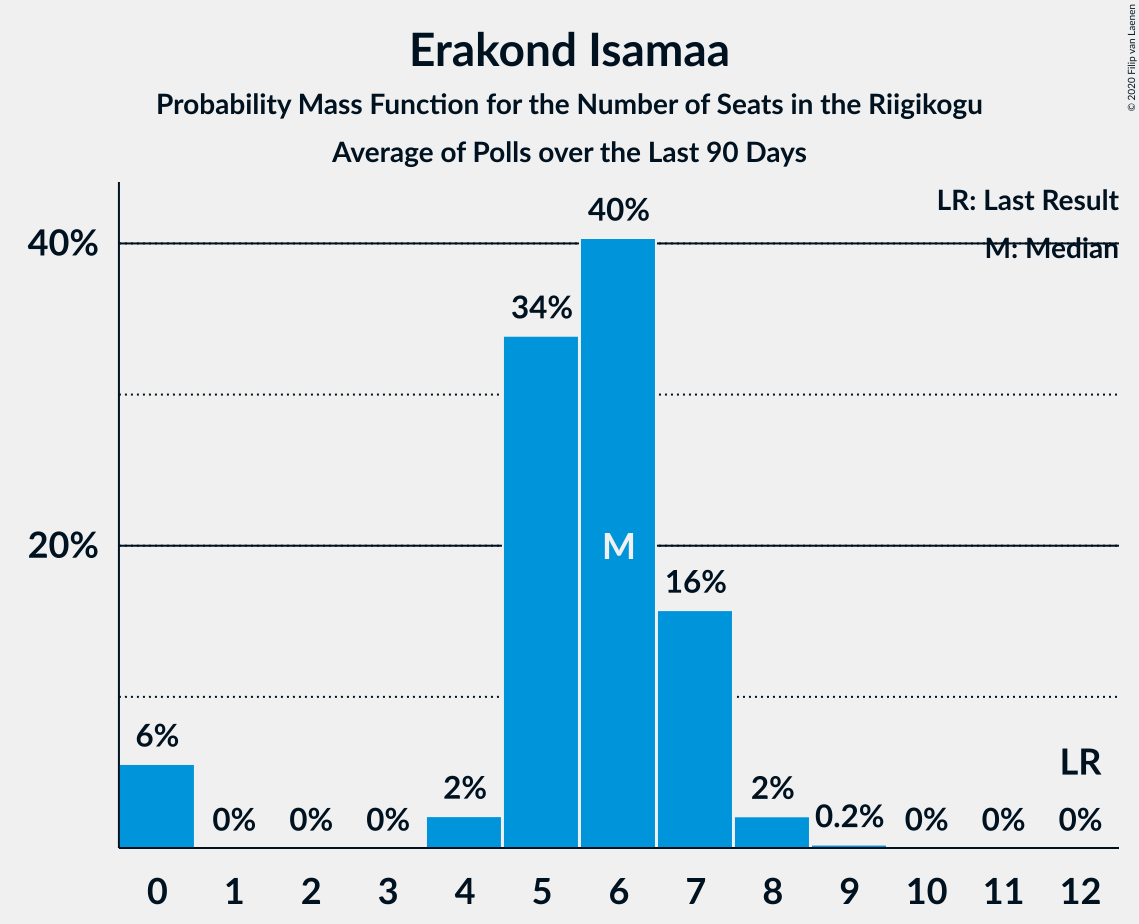 Erakond Isamaa
Probability Mass Function for the Number of Seats in the Riigikogu
Average of Polls over the Last 90 Days
© 2020 Filip van Laenen
LR: Last Result
M: Median
40%
20%
6%
0%
0%
0%
2%
34%
40%
M
16%
2%
0.2%
0%
0%
LR
0%
0 1 2 3 4 5 6 7 8 9 10 11 12